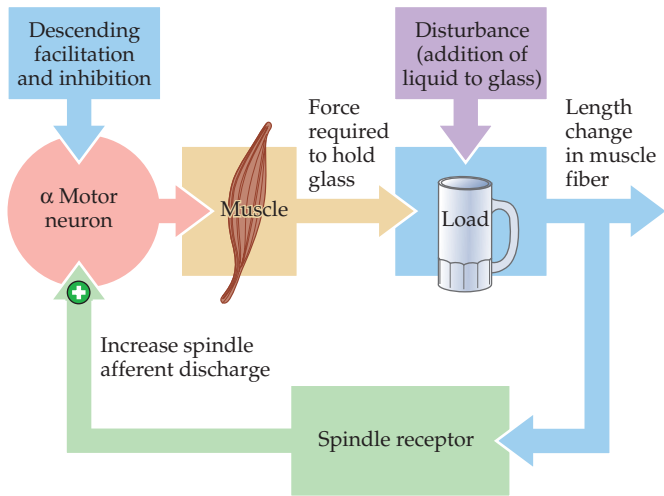 Descending
facilitation
and inhibition
Disturbance
(addition of
liquid to glass)
Force
required
to hold
glass
Length
change
in muscle
fiber
α Motor
neuron
Muscle
Load
+
Increase spindle
afferent discharge
Spindle receptor